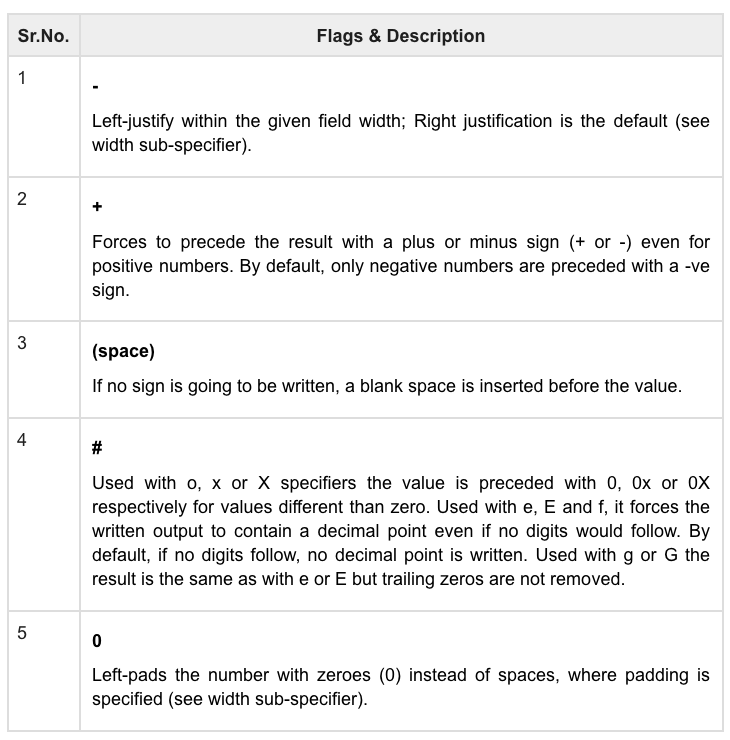 Sr.No. Flags & Description
1
-
Left-justify within the given field width; Right justification is the default (see
width sub-specifier).
2
+
Forces to precede the result with a plus or minus sign (+ or -) even for
positive numbers. By default, only negative numbers are preceded with a -ve
sign.
3
(space)
If no sign is going to be written, a blank space is inserted before the value.
4
#
Used with o, x or X specifiers the value is preceded with 0, 0x or 0X
respectively for values different than zero. Used with e, E and f, it forces the
written output to contain a decimal point even if no digits would follow. By
default, if no digits follow, no decimal point is written. Used with g or G the
result is the same as with e or E but trailing zeros are not removed.
5
0
Left-pads the number with zeroes (0) instead of spaces, where padding is
specified (see width sub-specifier).